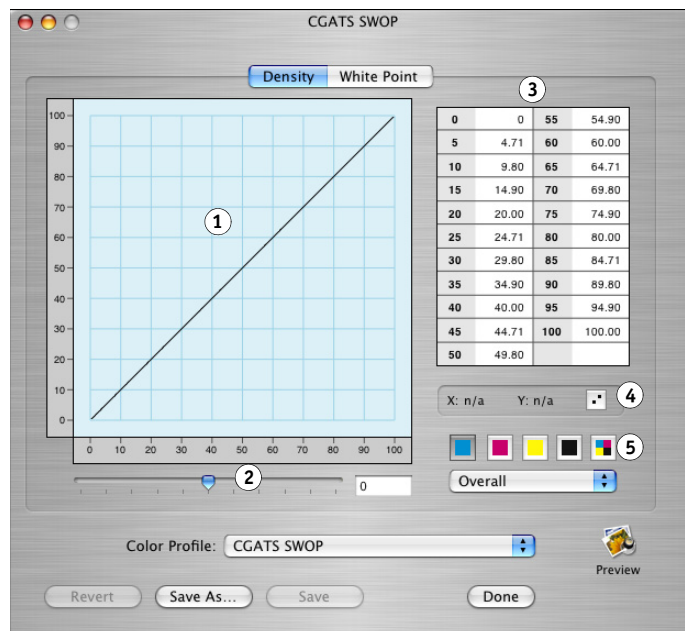 CGATS SWOP
Density White Point
3
100
90
80
70
60
50
40
30
20
10
0
0 10 20 30 40 50 60 70 80 90 100
1
0 0 55 54.90
5 4.71 60 60.00
10 9.80 65 64.71
15 14.90 70 69.80
20 20.00 75 74.90
25 24.71 80 80.00
30 29.80 85 84.71
35 34.90 90 89.80
40 40.00 95 94.90
45 44.71 100 100.00
50 49.80
X: n/a Y: n/a 4
5
2 0
Overall
Color Profile: CGATS SWOP
Preview
Revert Save As... Save Done